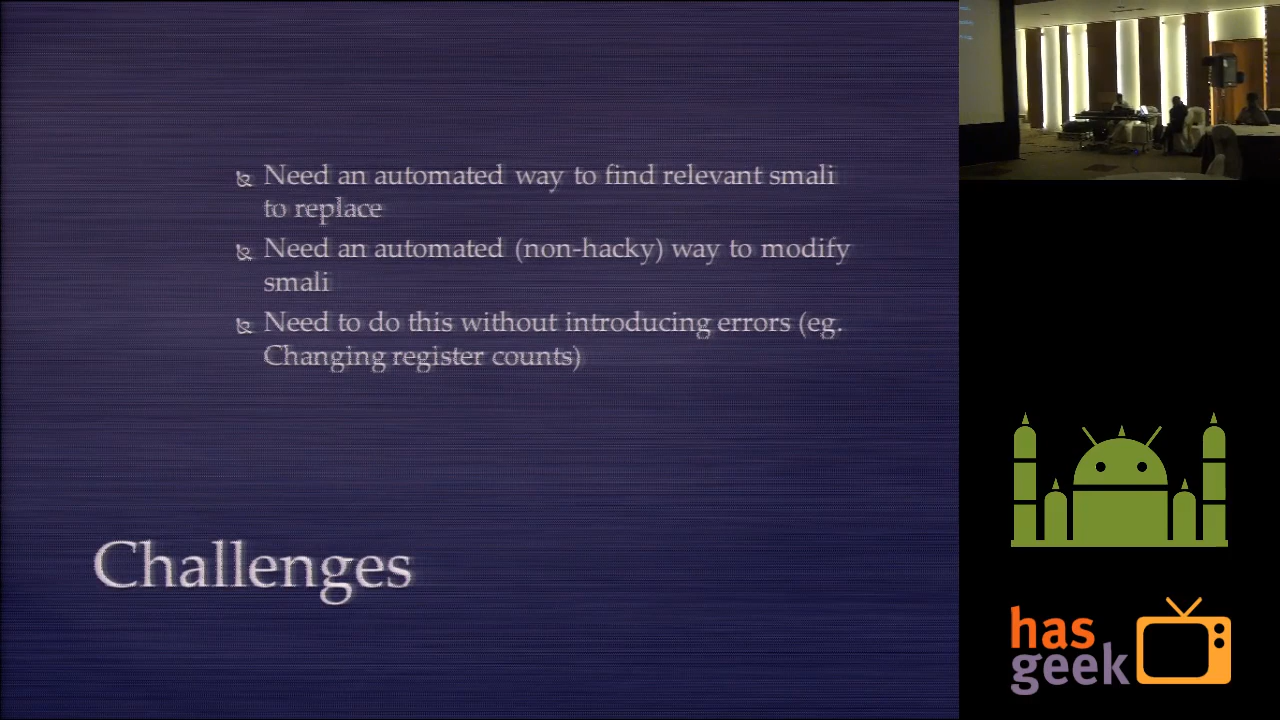 Need an automated way to find relevant smali
to replace
Need an automated (non-hacky) way to modify
smali
Need to do this without introducing errors (eg.
Changing register counts)
Challenges
has
geek